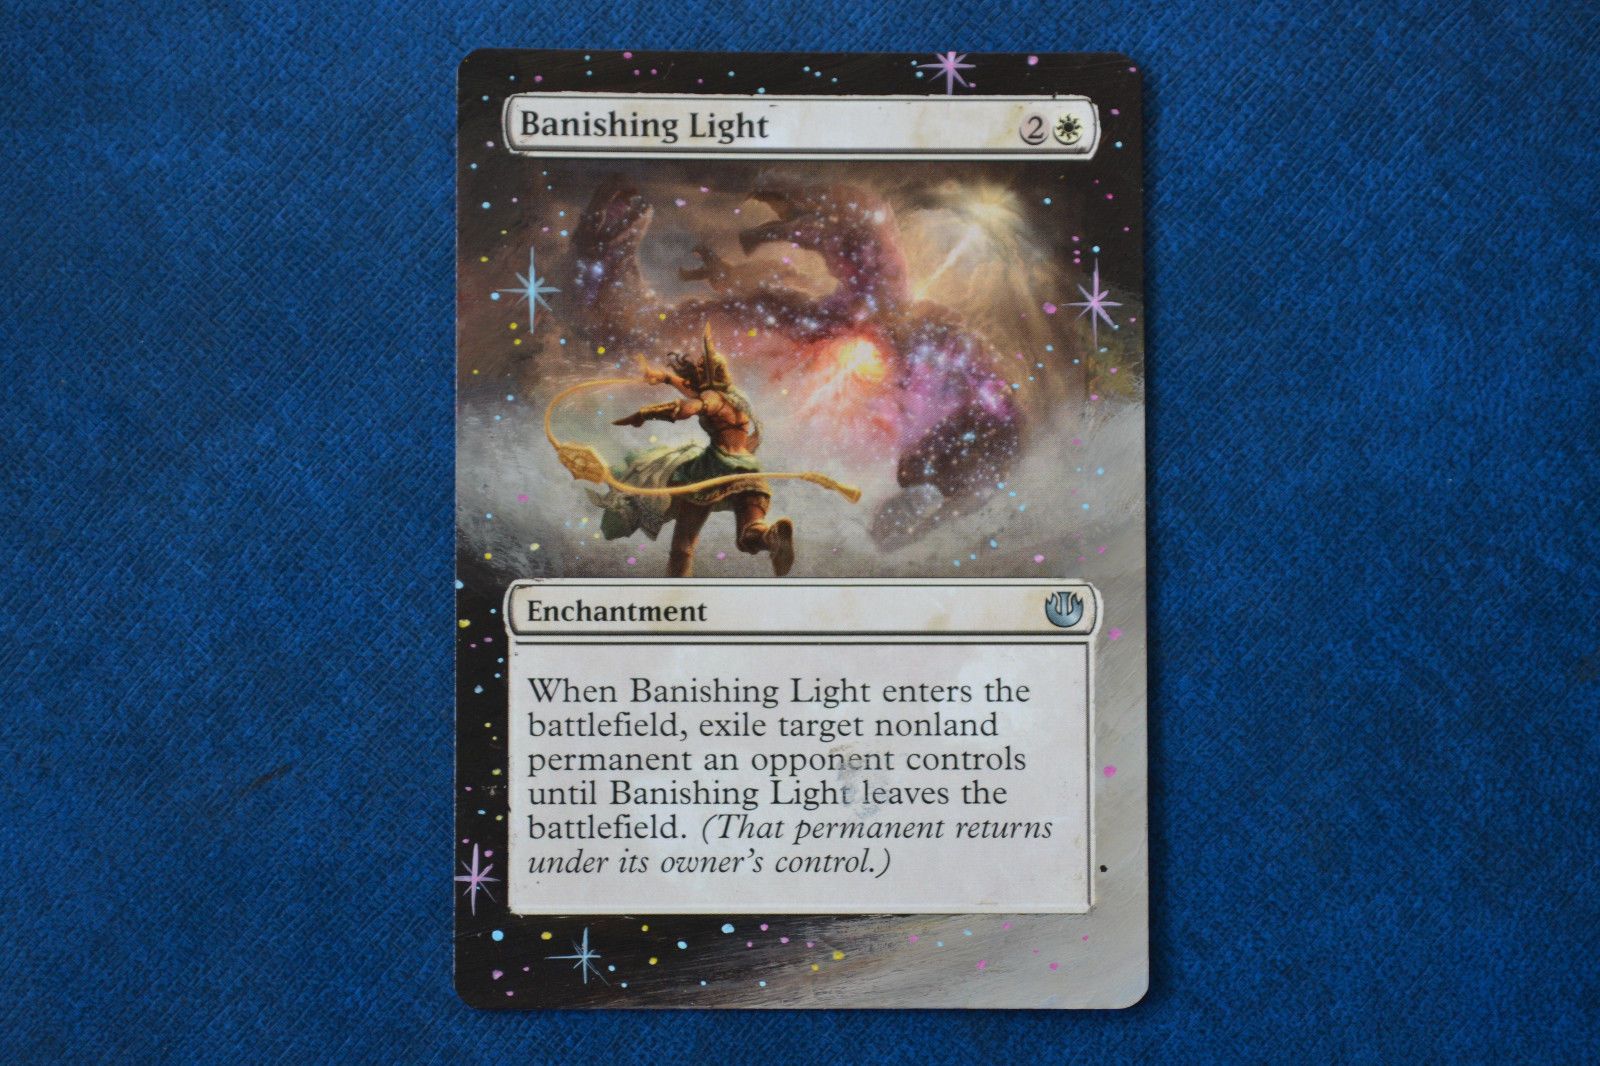 Banishing Light 2
Enchantment
When Banishing Light enters the
battlefield, exile target nonland
permanent an opponent controls
until Banishing Light leaves the
battlefield. (That permanent returns
under its owner's control.)